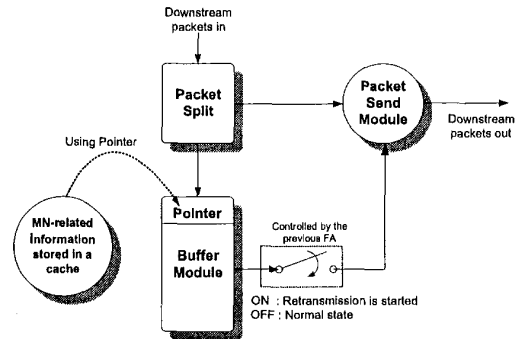 Downstream
packets in
Packet
Split
Packet
Send
Module
Downstream
packets out
Using Pointer
MN-related
Information
stored in a
cache
Pointer
Buffer
Module
Controlled by the
previous FA
ON : Retransmission is started
OFF : Normal state